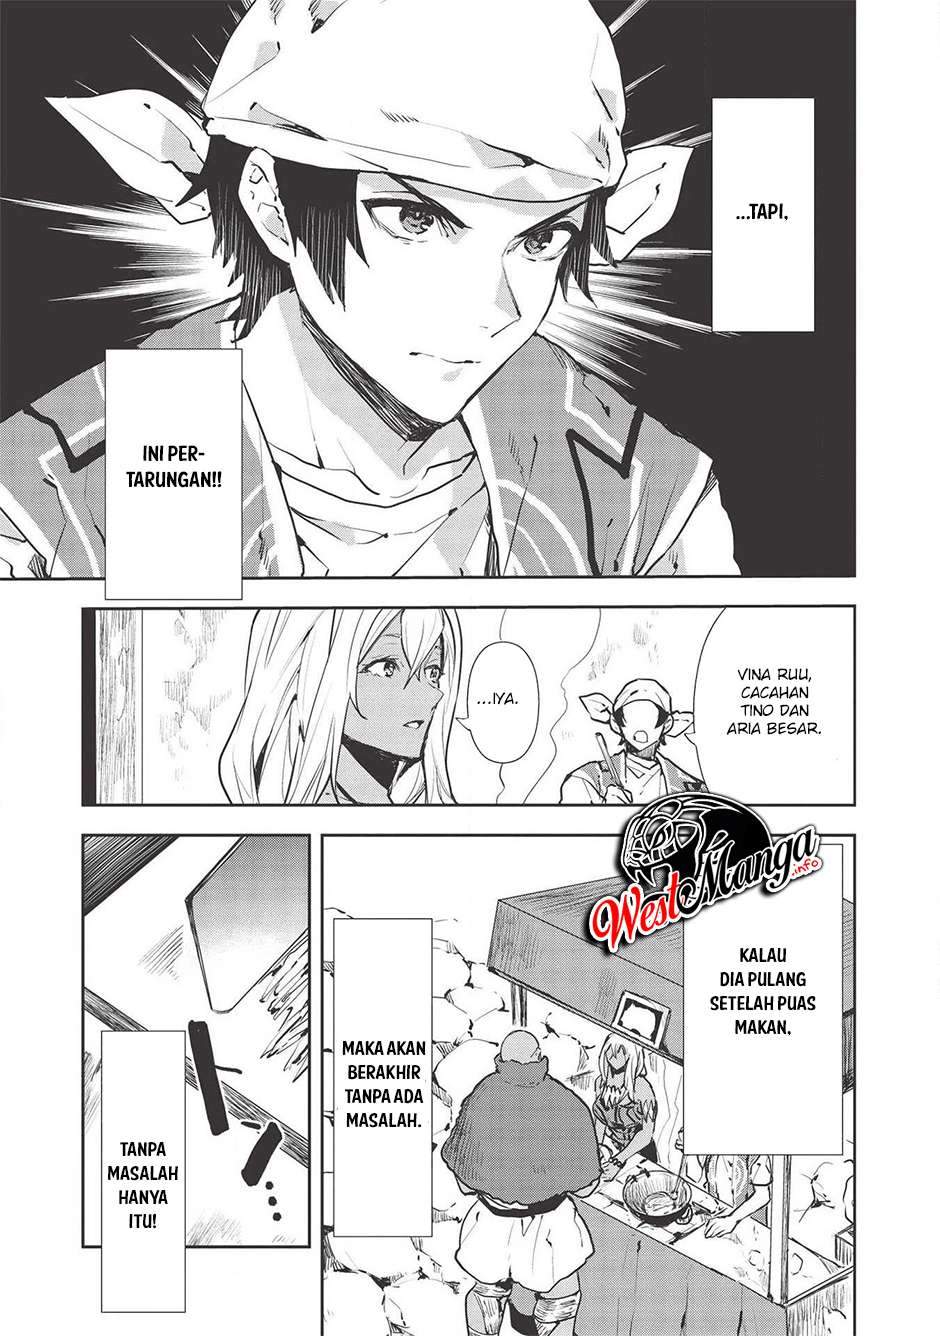 ...TAPI,
INI PER-
TARUNGAN!!
VINA RUU,
CACAHAN
TINO DAN
ARIA BESAR.
...IYA.
KALAU
DIA PULANG
SETELAH PUAS
MAKAN,
MAKA AKAN
BERAKHIR
TANPA ADA
MASALAH.
TANPA
MASALAH
HANYA
ITU!
WestManga
.info